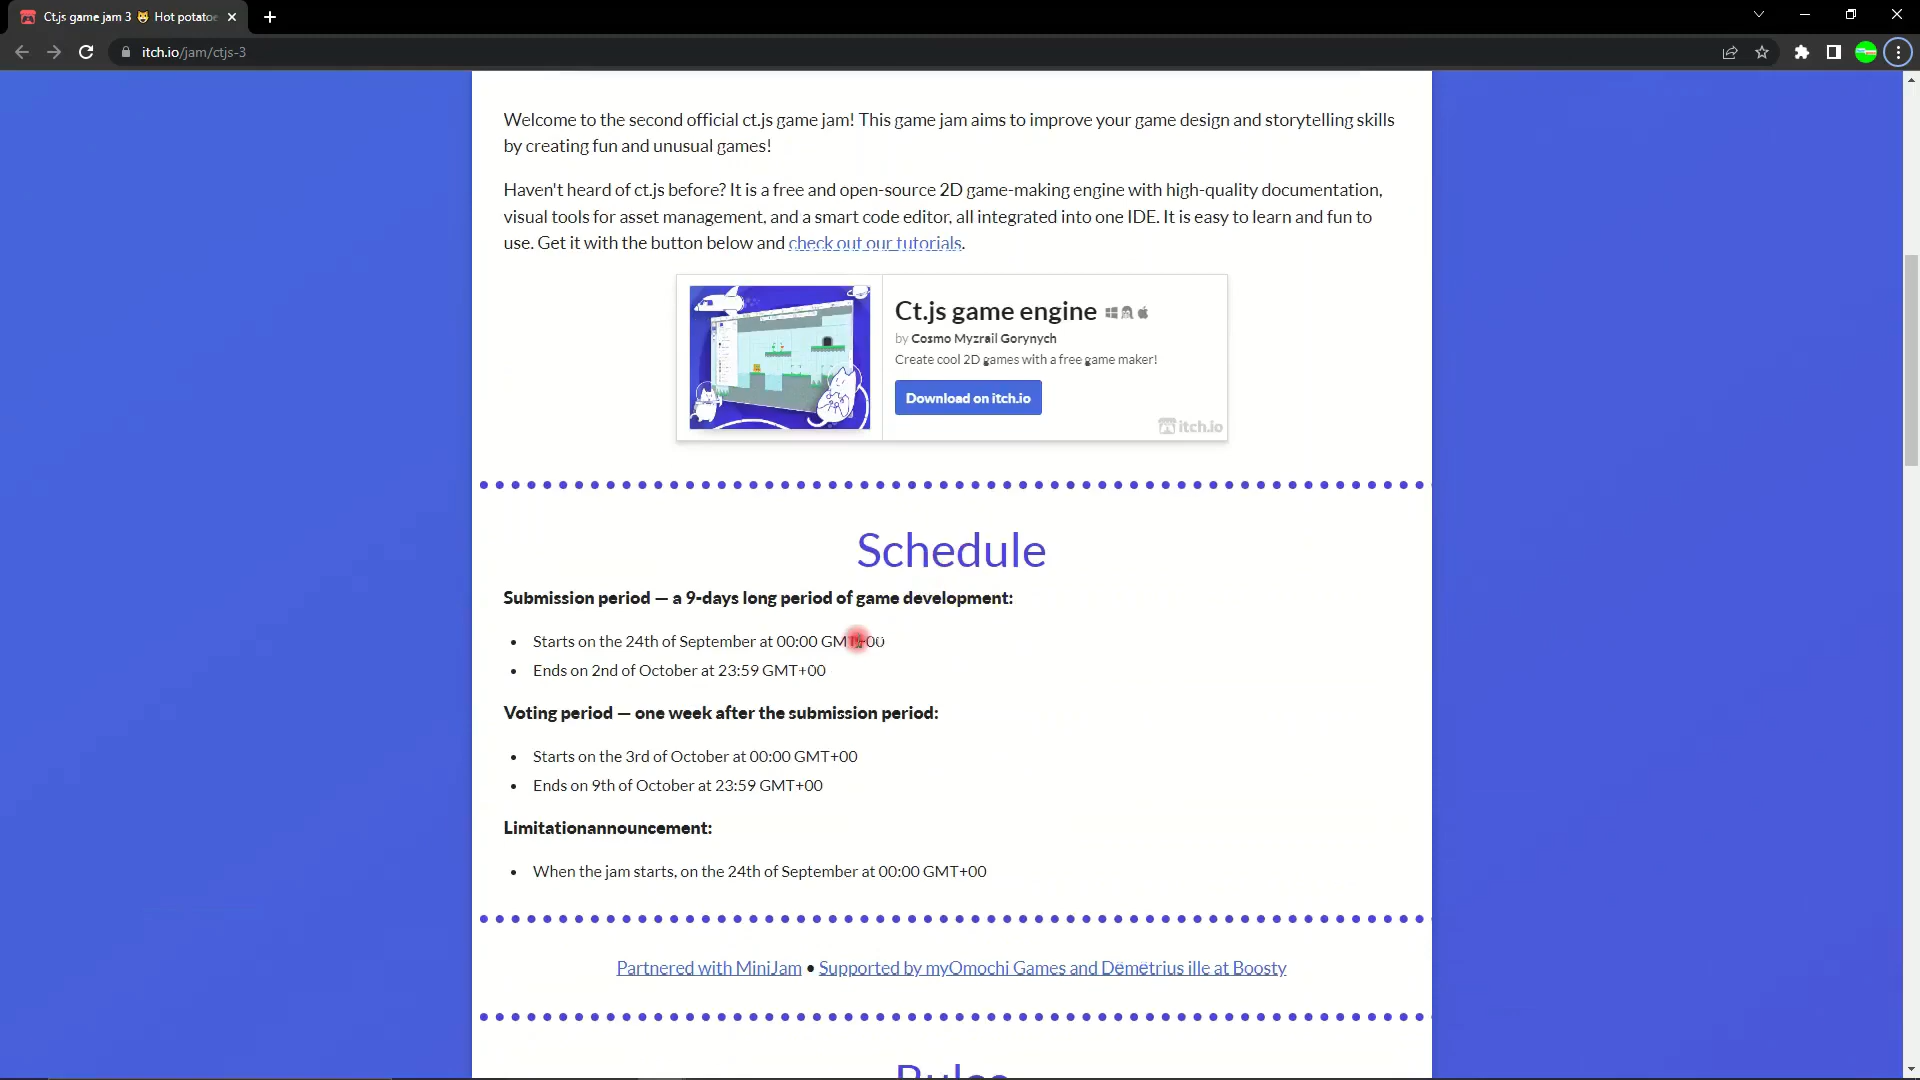 Ct.js game jam 3 😼 Hot potatoe
itch.io/jam/ctjs-3
Welcome to the second official ct.js game jam! This game jam aims to improve your game design and storytelling skills
by creating fun and unusual games!
Haven't heard of ct.js before? It is a free and open-source 2D game-making engine with high-quality documentation,
visual tools for asset management, and a smart code editor, all integrated into one IDE. It is easy to learn and fun to
use. Get it with the button below and check out our tutorials.
Ct.js game engine
by Cosmo Myzrail Gorynych
Create cool 2D games with a free game maker!
Download on itch.io
itch.io
Schedule
Submission period — a 9-days long period of game development:
• Starts on the 24th of September at 00:00 GMT+00
• Ends on 2nd of October at 23:59 GMT+00
Voting period — one week after the submission period:
• Starts on the 3rd of October at 00:00 GMT+00
• Ends on 9th of October at 23:59 GMT+00
Limitationannouncement:
• When the jam starts, on the 24th of September at 00:00 GMT+00
Partnered with MiniJam • Supported by myOmochi Games and Dëmëtrius ille at Boosty
Rules